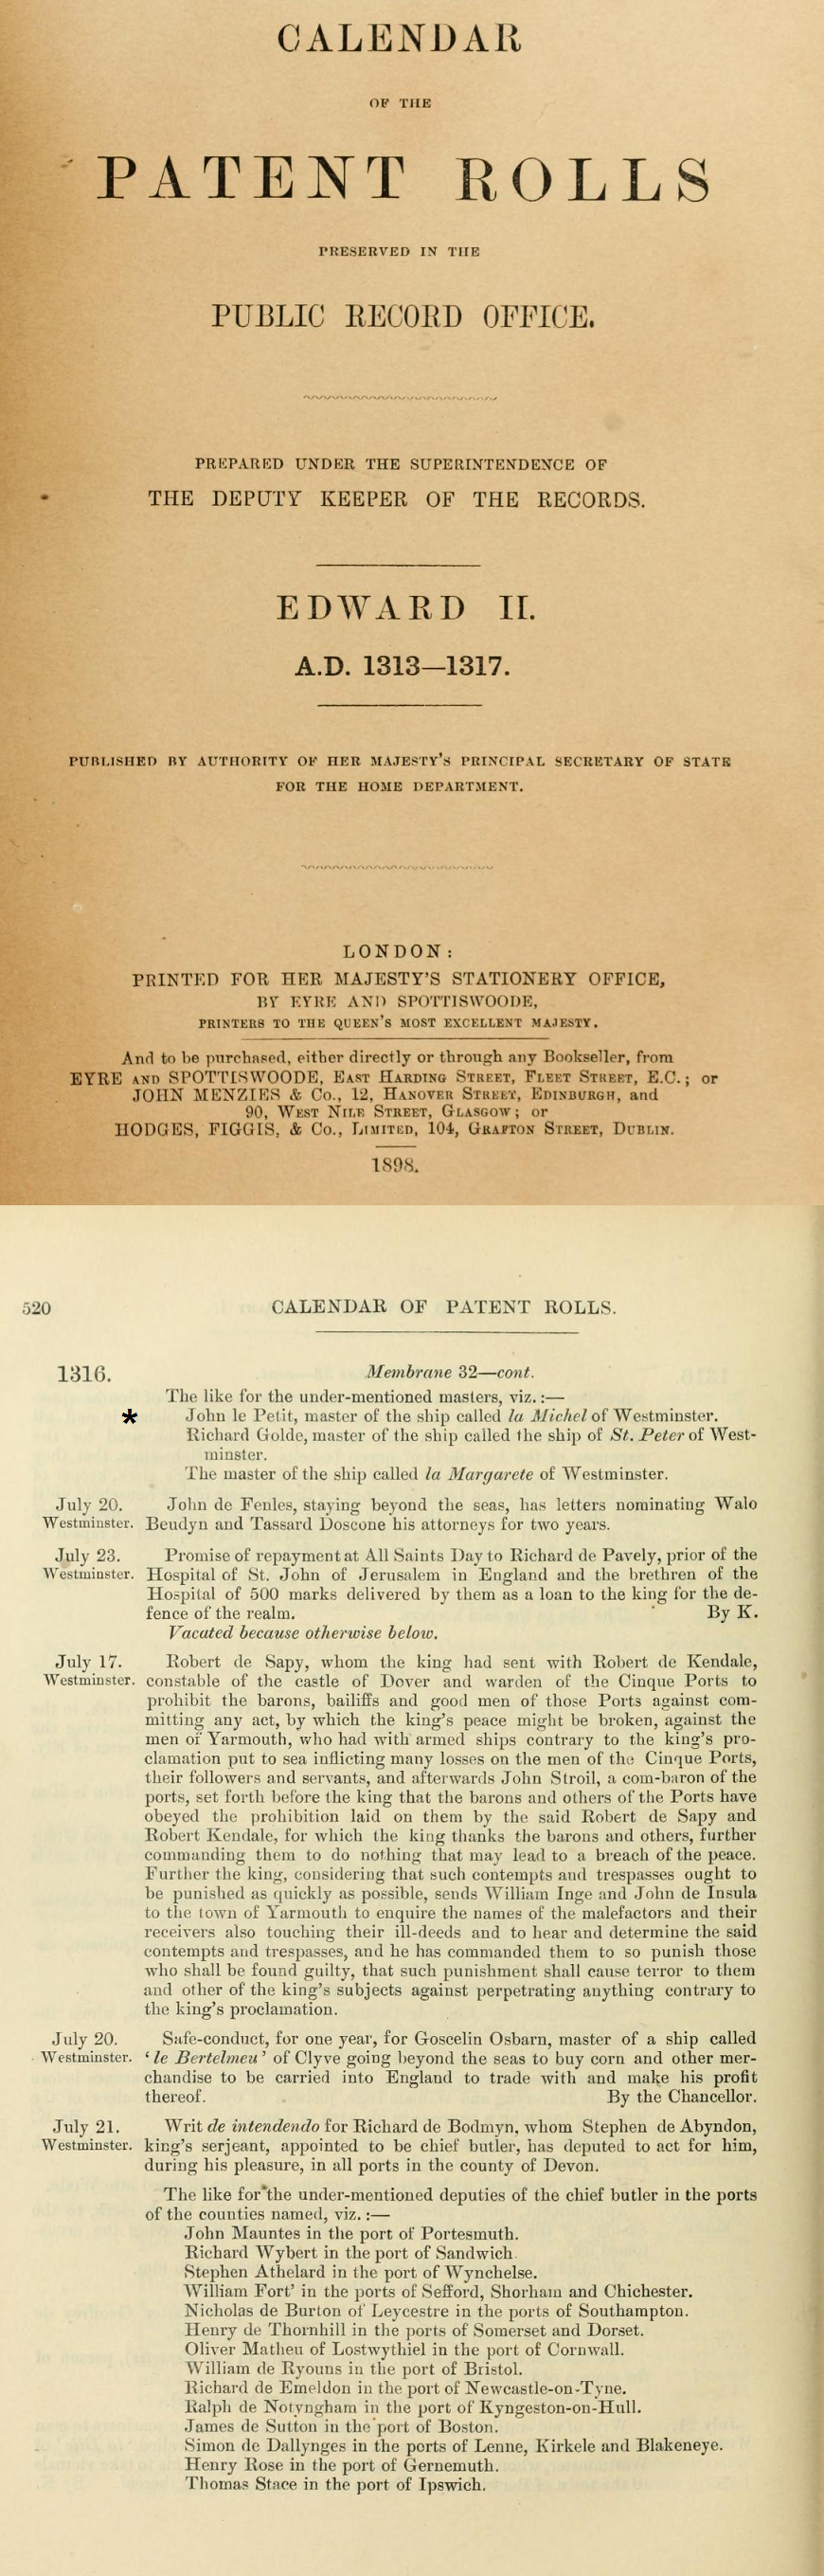 CALENDAR
OF THE
PATENT ROLLS
PRESERVED IN THE
PUBLIC RECORD OFFICE.
PREPARED UNDER THE SUPERINTENDENCE OF
THE DEPUTY KEEPER OF THE RECORDS.
EDWARD II.
A.D. 1313—1317.
PUBLISHED BY AUTHORITY OF HER MAJESTY'S PRINCIPAL SECRETARY OF STATE
FOR THE HOME DEPARTMENT.
LONDON:
PRINTED FOR HER MAJESTY'S STATIONERY OFFICE,
BY EYRE AND SPOTTISWOODE,
PRINTERS TO THE QUEEN'S MOST EXCELLENT MAJESTY.
And to be purchased, either directly or through any Bookseller, from
EYRE AND SPOTTISWOODE, EAST HARDING STREET, FLEET STREET, E.C.; or
JOHN MENZIES & Co., 12, HANOVER STREET, EDINBURGH, and
90, WEST NILE STREET, GLASGOW; or
HODGES, FIGGIS, & Co., LIMITED, 104, GRAFTON STREET, DUBLIN.
1898.
520 CALENDAR OF PATENT ROLLS.
1316. Membrane 32—cont.
The like for the under-mentioned masters, viz.:—
* John le Petit, master of the ship called la Michel of Westminster.
Richard Golde, master of the ship called the ship of St. Peter of West-
minster.
The master of the ship called la Margarete of Westminster.
July 20. John de Fenles, staying beyond the seas, has letters nominating Walo
Westminster. Beudyn and Tassard Doscone his attorneys for two years.
July 23. Promise of repayment at All Saints Day to Richard de Pavely, prior of the
Westminster. Hospital of St. John of Jerusalem in England and the brethren of the
Hospital of 500 marks delivered by them as a loan to the king for the de-
fence of the realm. By K.
Vacated because otherwise below.
July 17. Robert de Sapy, whom the king had sent with Robert de Kendale,
Westminster. constable of the castle of Dover and warden of the Cinque Ports to
prohibit the barons, bailiffs and good men of those Ports against com-
mitting any act, by which the king's peace might be broken, against the
men of Yarmouth, who had with armed ships contrary to the king's pro-
clamation put to sea inflicting many losses on the men of the Cinque Ports,
their followers and servants, and afterwards John Stroil, a com-baron of the
ports, set forth before the king that the barons and others of the Ports have
obeyed the prohibition laid on them by the said Robert de Sapy and
Robert Kendale, for which the king thanks the barons and others, further
commanding them to do nothing that may lead to a breach of the peace.
Further the king, considering that such contempts and trespasses ought to
be punished as quickly as possible, sends William Inge and John de Insula
to the town of Yarmouth to enquire the names of the malefactors and their
receivers also touching their ill-deeds and to hear and determine the said
contempts and trespasses, and he has commanded them to so punish those
who shall be found guilty, that such punishment shall cause terror to them
and other of the king's subjects against perpetrating anything contrary to
the king's proclamation.
July 20. Safe-conduct, for one year, for Goscelin Osbarn, master of a ship called
Westminster. 'le Bertelmeu' of Clyve going beyond the seas to buy corn and other mer-
chandise to be carried into England to trade with and make his profit
thereof. By the Chancellor.
July 21. Writ de intendendo for Richard de Bodmyn, whom Stephen de Abyndon,
Westminster. king's serjeant, appointed to be chief butler, has deputed to act for him,
during his pleasure, in all ports in the county of Devon.
The like for the under-mentioned deputies of the chief butler in the ports
of the counties named, viz.:—
John Mauntes in the port of Portesmuth.
Richard Wybert in the port of Sandwich.
Stephen Athelard in the port of Wynchelse.
William Fort' in the ports of Sefford, Shorham and Chichester.
Nicholas de Burton of Leycestre in the ports of Southampton.
Henry de Thornhill in the ports of Somerset and Dorset.
Oliver Matheu of Lostwythiel in the port of Cornwall.
William de Ryouns in the port of Bristol.
Richard de Emeldon in the port of Newcastle-on-Tyne.
Ralph de Notyngham in the port of Kyngeston-on-Hull.
James de Sutton in the port of Boston.
Simon de Dallynges in the ports of Lenne, Kirkele and Blakeneye.
Henry Rose in the port of Gernemuth.
Thomas Stace in the port of Ipswich.